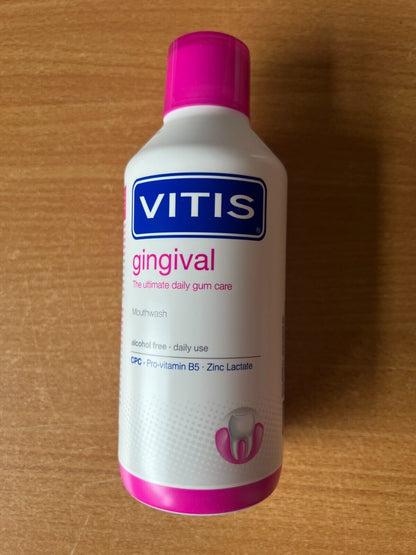 VITIS
®
gingival
The ultimate daily gum care
Mouthwash
alcohol free · daily use
CPC · Pro-vitamin B5 · Zinc Lactate